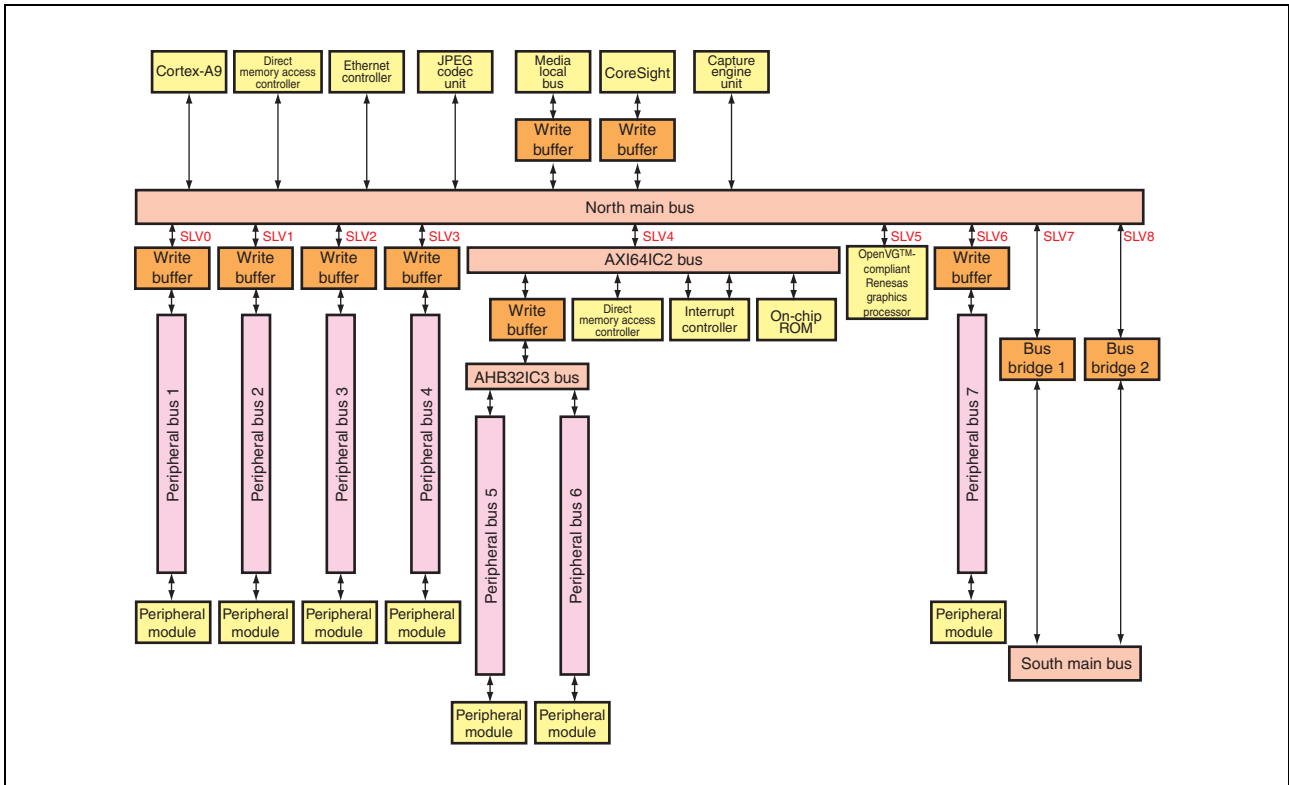 Cortex-A9
Direct
memory access
controller
Ethernet
controller
JPEG
codec
unit
Media
local
bus
CoreSight
Capture
engine
unit
Write
buffer
Write
buffer
North main bus
SLV0
SLV1
SLV2
SLV3
SLV4
SLV5
SLV6
SLV7
SLV8
Write
buffer
Write
buffer
Write
buffer
Write
buffer
AXI64IC2 bus
OpenVG™-
compliant
Renesas
graphics
processor
Write
buffer
Write
buffer
Direct
memory access
controller
Interrupt
controller
On-chip
ROM
Bus
bridge 1
Bus
bridge 2
AHB32IC3 bus
Peripheral bus 1
Peripheral bus 2
Peripheral bus 3
Peripheral bus 4
Peripheral bus 5
Peripheral bus 6
Peripheral bus 7
Peripheral
module
Peripheral
module
Peripheral
module
Peripheral
module
Peripheral
module
South main bus
Peripheral
module
Peripheral
module